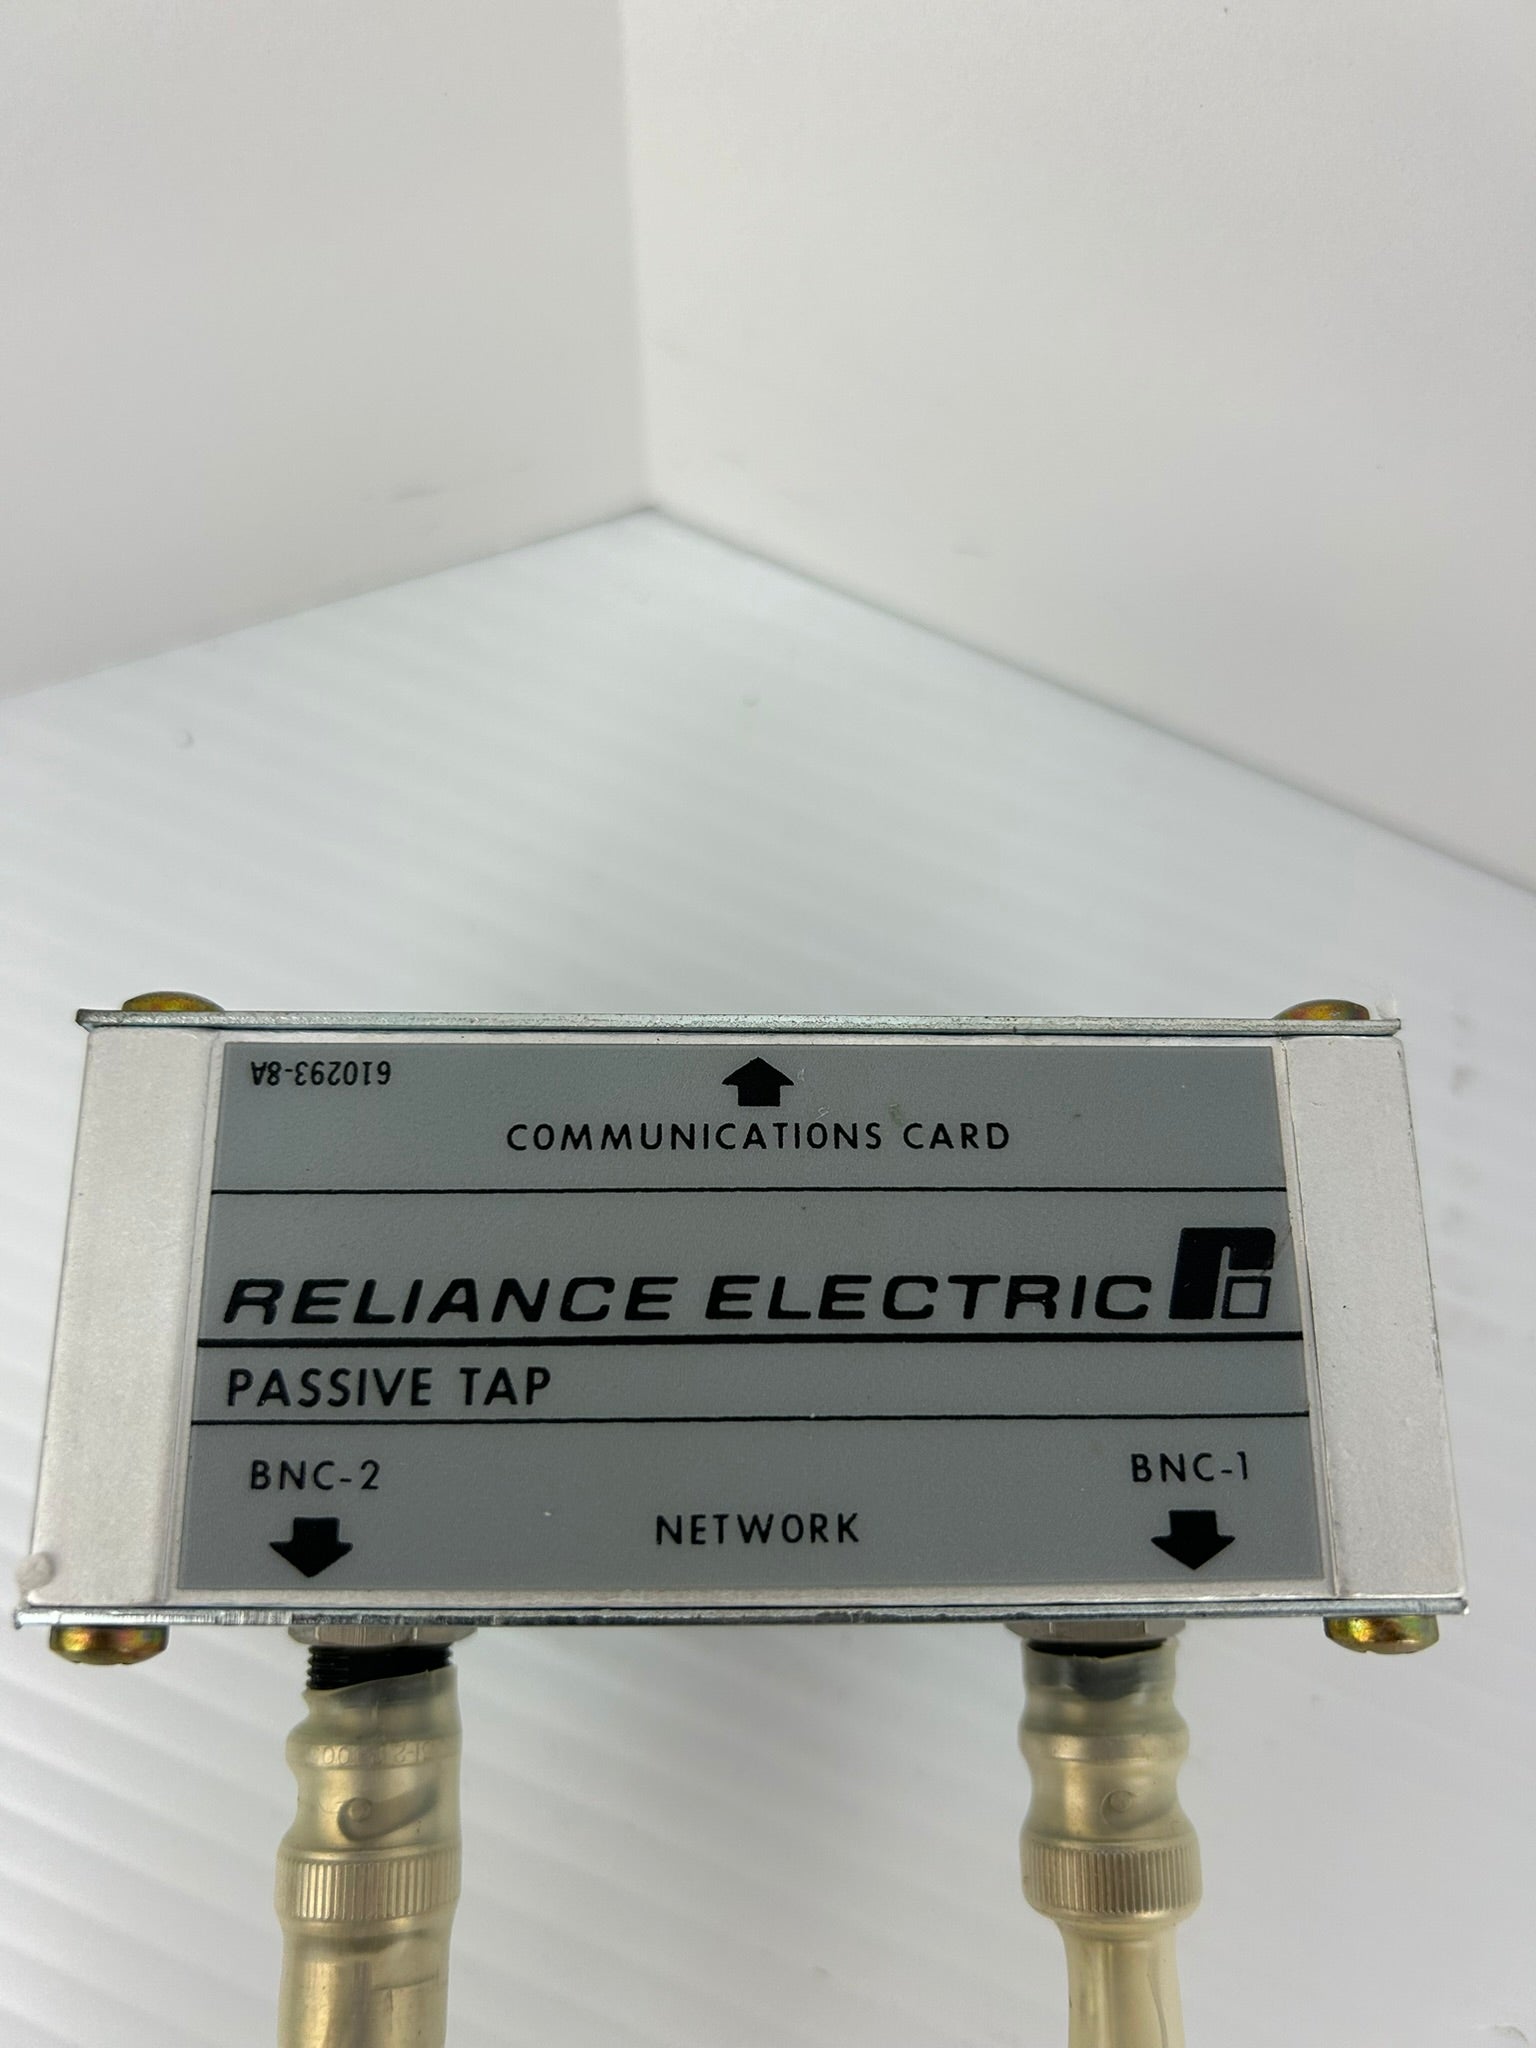 610293-8A
COMMUNICATIONS CARD
RELIANCE ELECTRIC
PASSIVE TAP
BNC-2
BNC-1
NETWORK